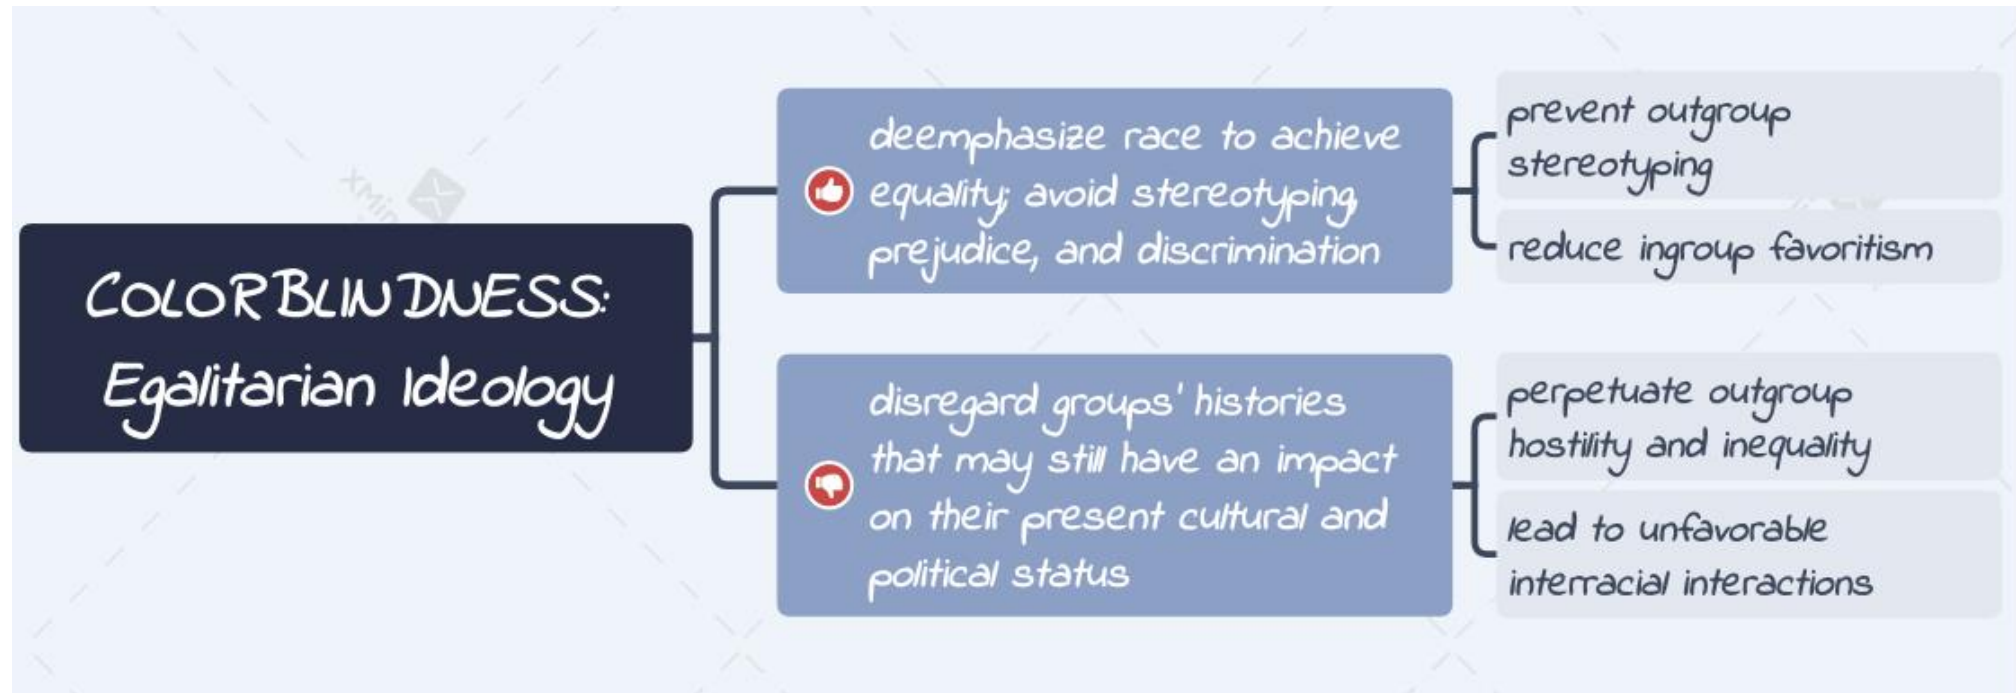 COLORBLINDNESS:
Egalitarian Ideology
deemphasize race to achieve
equality; avoid stereotyping,
prejudice, and discrimination
prevent outgroup
stereotyping
reduce ingroup favoritism
disregard groups' histories
that may still have an impact
on their present cultural and
political status
perpetuate outgroup
hostility and inequality
lead to unfavorable
interracial interactions